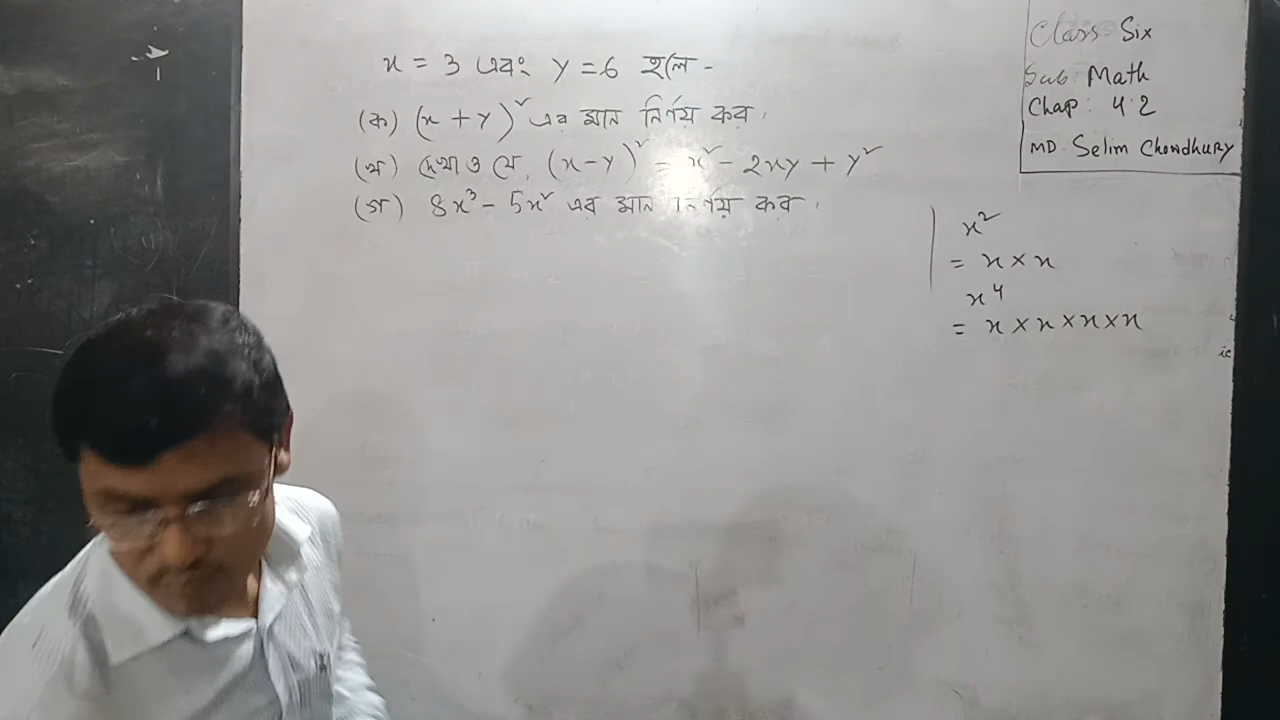 x = 3 এবং y = 6 হলে -
(ক) (x + y)² এর মান নির্ণয় কর।
(খ) দেখাও যে, (x - y)² = x² - 2xy + y²
(গ) 8x³ - 5x² এর মান নির্ণয় কর।
Class: Six
Sub: Math
Chap: 4.2
MD. Selim Chowdhury
x²
= x × x
x⁴
= x × x × x × x